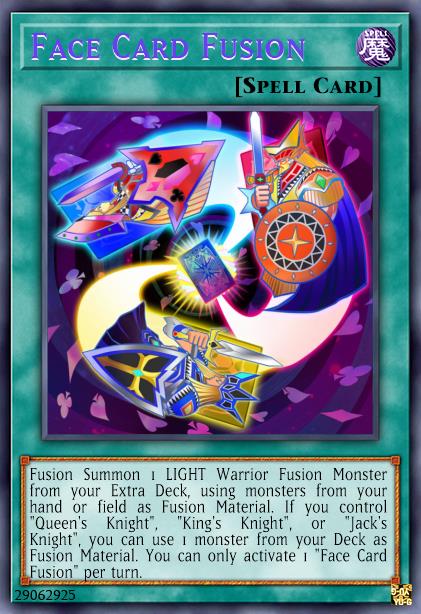 Face Card Fusion
SPELL
魔
[Spell Card]
Fusion Summon 1 LIGHT Warrior Fusion Monster
from your Extra Deck, using monsters from your
hand or field as Fusion Material. If you control
"Queen's Knight", "King's Knight", or "Jack's
Knight", you can use 1 monster from your Deck as
Fusion Material. You can only activate 1 "Face Card
Fusion" per turn.
29062925